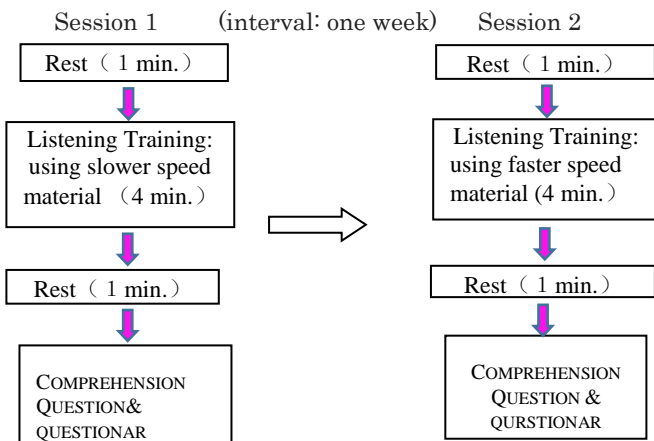 Session 1 (interval: one week) Session 2
Rest（ 1 min.）
Listening Training:
using slower speed
material （4 min.）
Rest（ 1 min.）
COMPREHENSION
QUESTION&
QUESTIONAR
Rest（ 1 min.）
Listening Training:
using faster speed
material (4 min.）
Rest（ 1 min.）
COMPREHENSION
QUESTION &
QURSTIONAR